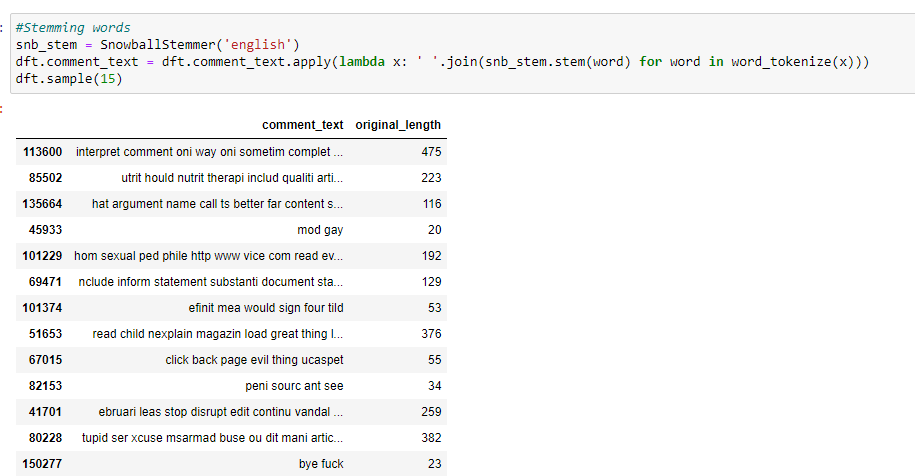 #Stemming words
snb_stem = SnowballStemmer('english')
dft.comment_text = dft.comment_text.apply(lambda x: ' '.join(snb_stem.stem(word) for word in word_tokenize(x)))
dft.sample(15)
comment_text original_length
113600 interpret comment oni way oni sometim complet ... 475
85502 utrit hould nutrit therapi includ qualiti arti... 223
135664 hat argument name call ts better far content s... 116
45933 mod gay 20
101229 hom sexual ped phile http www vice com read ev... 192
69471 nclude inform statement substanti document sta... 129
101374 efinit mea would sign four tild 53
51653 read child nexplain magazin load great thing l... 376
67015 click back page evil thing ucaspet 55
82153 peni sourc ant see 34
41701 ebruari leas stop disrupt edit continu vandal ... 259
80228 tupid ser xcuse msarmad buse ou dit mani artic... 382
150277 bye fuck 23